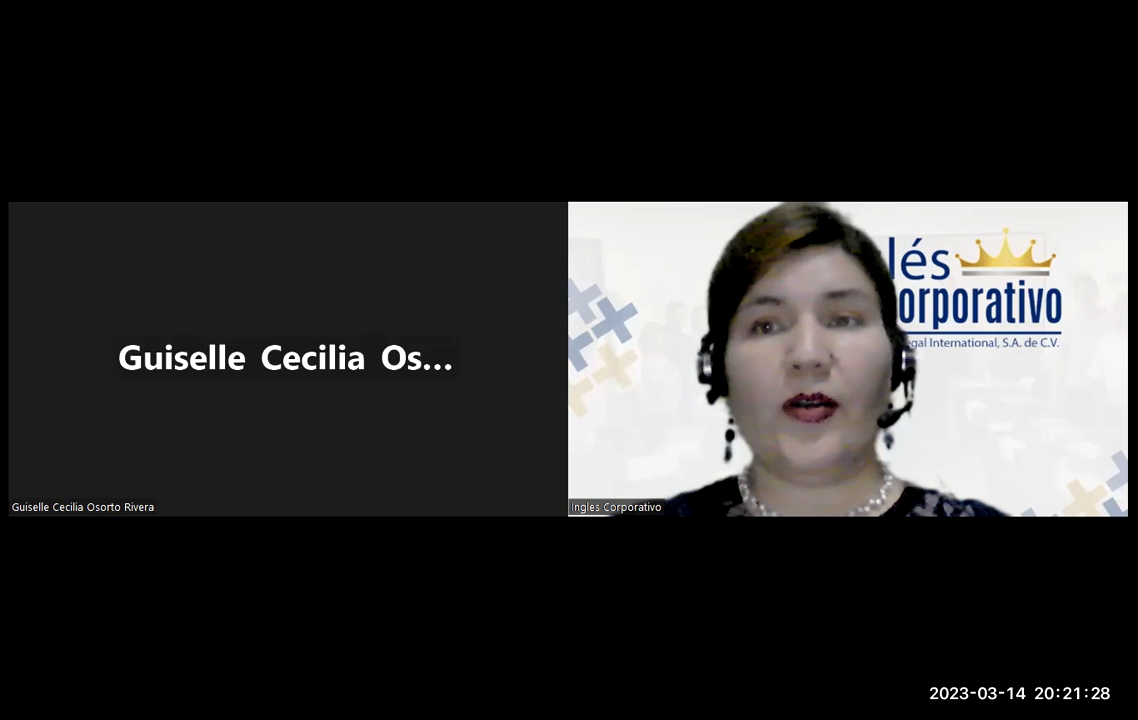 Guiselle Cecilia Os...
Guiselle Cecilia Osorto Rivera
lés
orporativo
egal International, S.A. de C.V.
Ingles Corporativo
2023-03-14 20:21:28